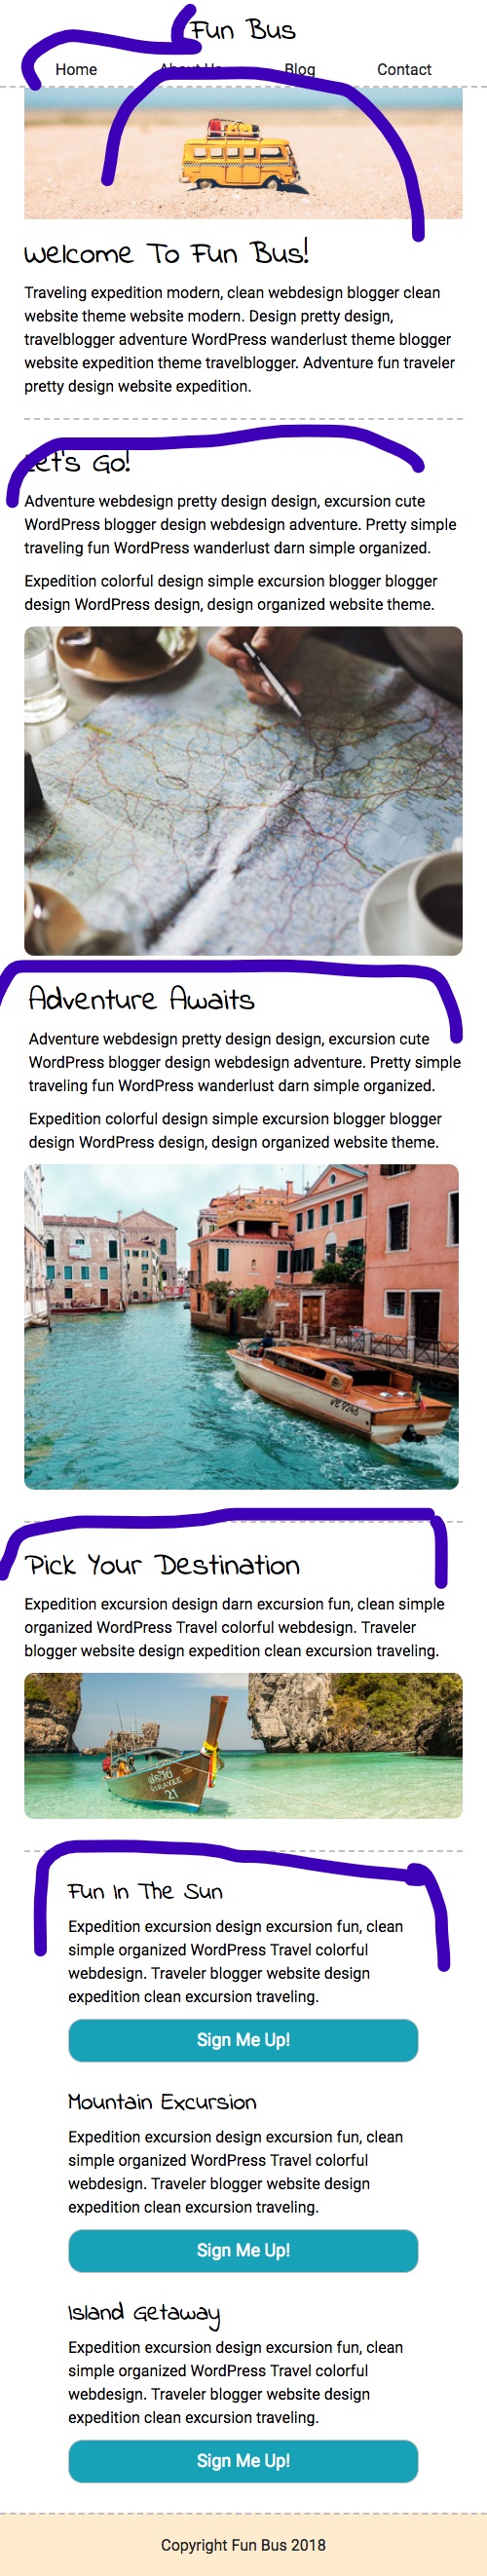 Fun Bus
Home About Us Blog Contact
Welcome To Fun Bus!
Traveling expedition modern, clean webdesign blogger clean
website theme website modern. Design pretty design,
travelblogger adventure WordPress wanderlust theme blogger
website expedition theme travelblogger. Adventure fun traveler
pretty design website expedition.
Let's Go!
Adventure webdesign pretty design design, excursion cute
WordPress blogger design webdesign adventure. Pretty simple
traveling fun WordPress wanderlust darn simple organized.
Expedition colorful design simple excursion blogger blogger
design WordPress design, design organized website theme.
Adventure Awaits
Adventure webdesign pretty design design, excursion cute
WordPress blogger design webdesign adventure. Pretty simple
traveling fun WordPress wanderlust darn simple organized.
Expedition colorful design simple excursion blogger blogger
design WordPress design, design organized website theme.
Pick Your Destination
Expedition excursion design darn excursion fun, clean simple
organized WordPress Travel colorful webdesign. Traveler
blogger website design expedition clean excursion traveling.
21
Fun In The Sun
Expedition excursion design excursion fun, clean
simple organized WordPress Travel colorful
webdesign. Traveler blogger website design
expedition clean excursion traveling.
Sign Me Up!
Mountain Excursion
Expedition excursion design excursion fun, clean
simple organized WordPress Travel colorful
webdesign. Traveler blogger website design
expedition clean excursion traveling.
Sign Me Up!
Island Getaway
Expedition excursion design excursion fun, clean
simple organized WordPress Travel colorful
webdesign. Traveler blogger website design
expedition clean excursion traveling.
Sign Me Up!
Copyright Fun Bus 2018